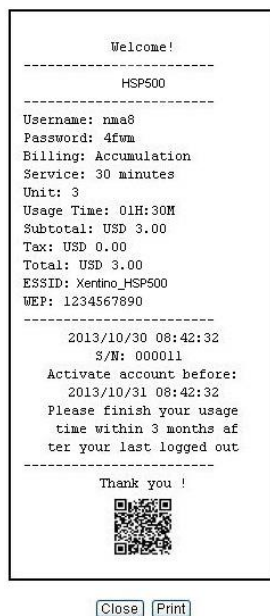 Welcome!
------------------------
HSP500
------------------------
Username: nma8
Password: 4fwm
Billing: Accumulation
Service: 30 minutes
Unit: 3
Usage Time: 01H:30M
Subtotal: USD 3.00
Tax: USD 0.00
Total: USD 3.00
ESSID: Xentino_HSP500
WEP: 1234567890
------------------------
2013/10/30 08:42:32
S/N: 000011
Activate account before:
2013/10/31 08:42:32
Please finish your usage
time within 3 months af
ter your last logged out
------------------------
Thank you !
Close Print